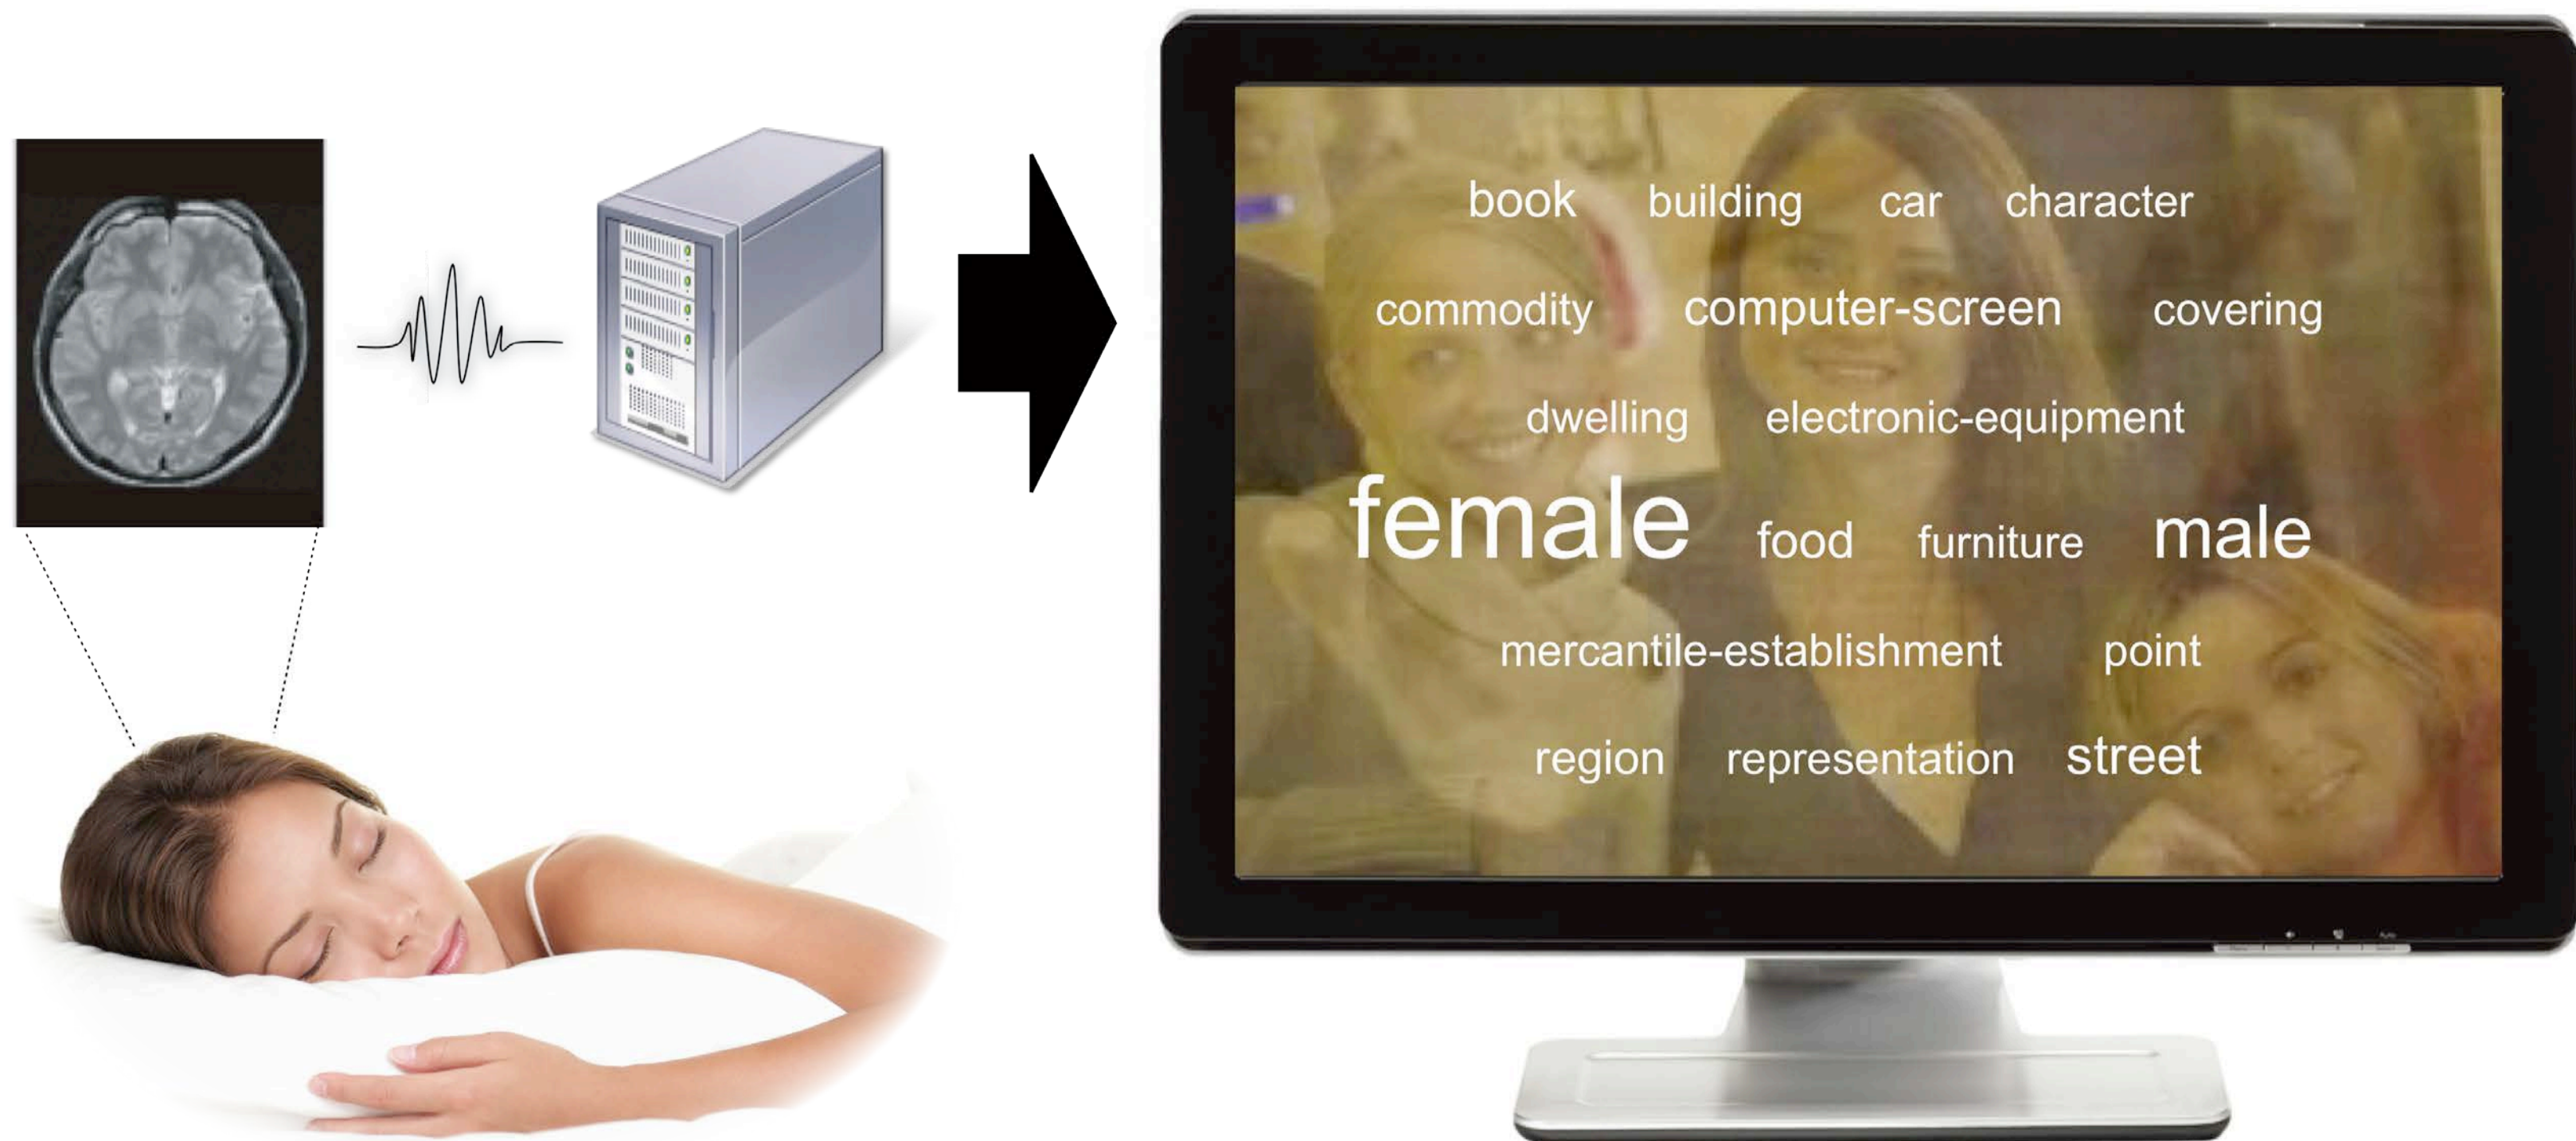 book building car character
commodity computer-screen covering
dwelling electronic-equipment
female food furniture male
mercantile-establishment point
region representation street